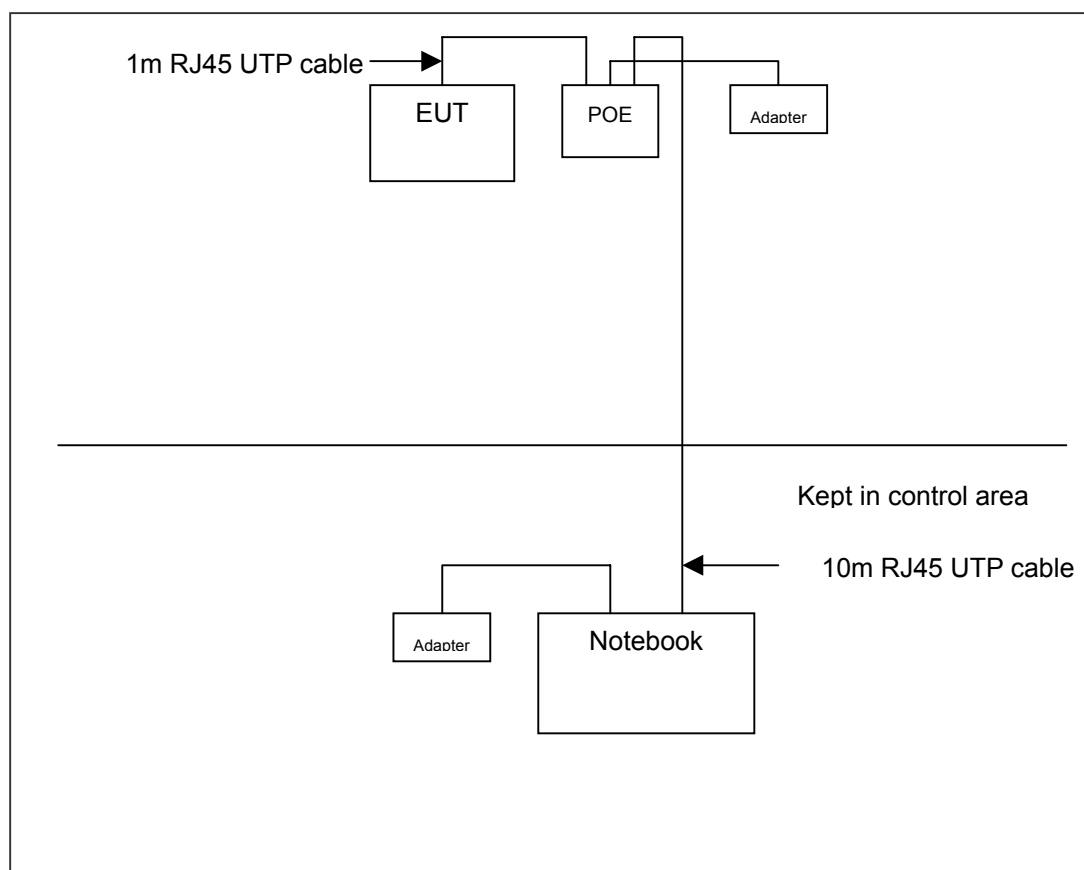 1m RJ45 UTP cable
EUT
POE
Adapter
Kept in control area
10m RJ45 UTP cable
Adapter
Notebook